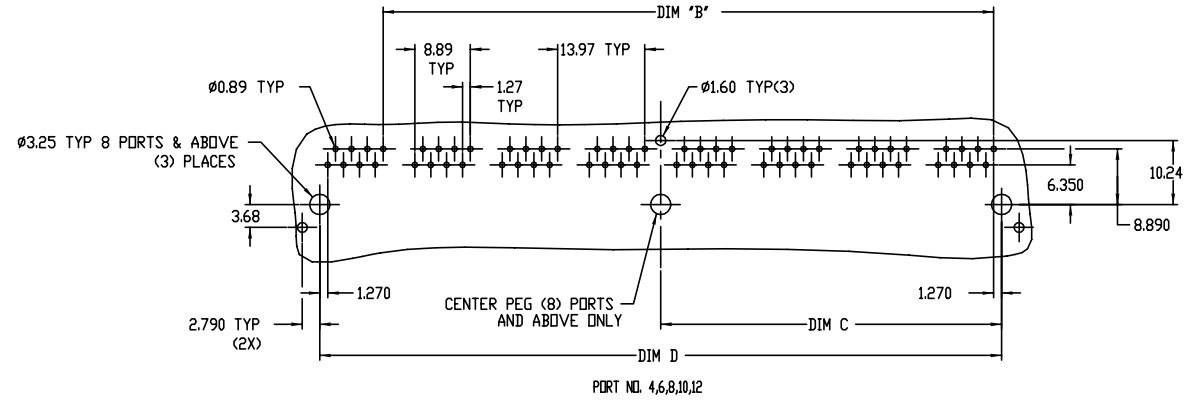 DIM "B"
8.89
TYP
13.97 TYP
1.27
TYP
ø0.89 TYP
ø1.60 TYP(3)
ø3.25 TYP 8 PORTS & ABOVE
(3) PLACES
10.24
6.350
3.68
8.890
1.270
1.270
CENTER PEG (8) PORTS
AND ABOVE ONLY
2.790 TYP
(2X)
DIM C
DIM D
PORT NO. 4,6,8,10,12